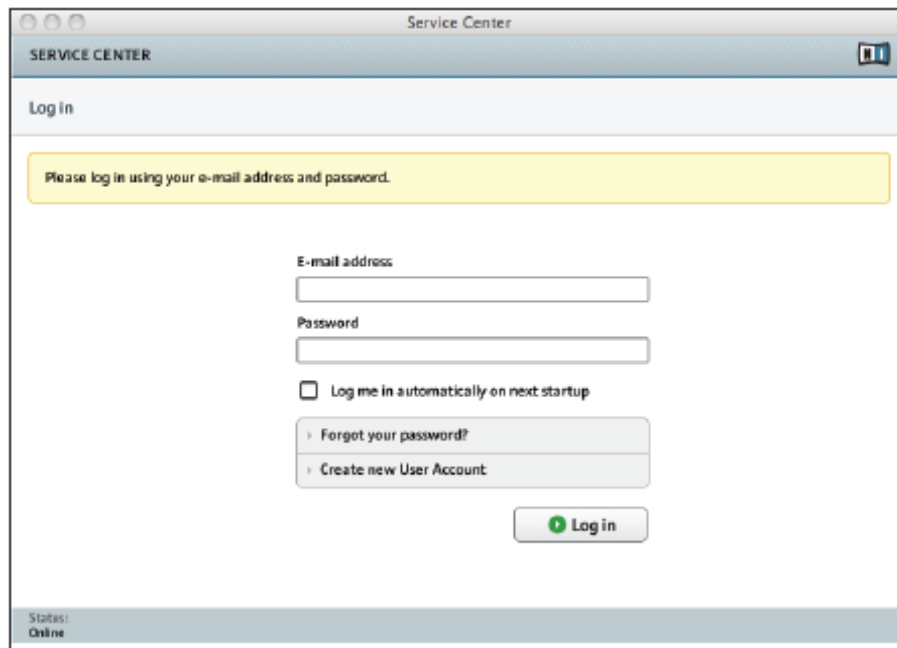 Service Center
SERVICE CENTER
NI
Log in
Please log in using your e-mail address and password.
E-mail address
Password
Log me in automatically on next startup
Forgot your password?
Create new User Account
Log in
Status:
Online